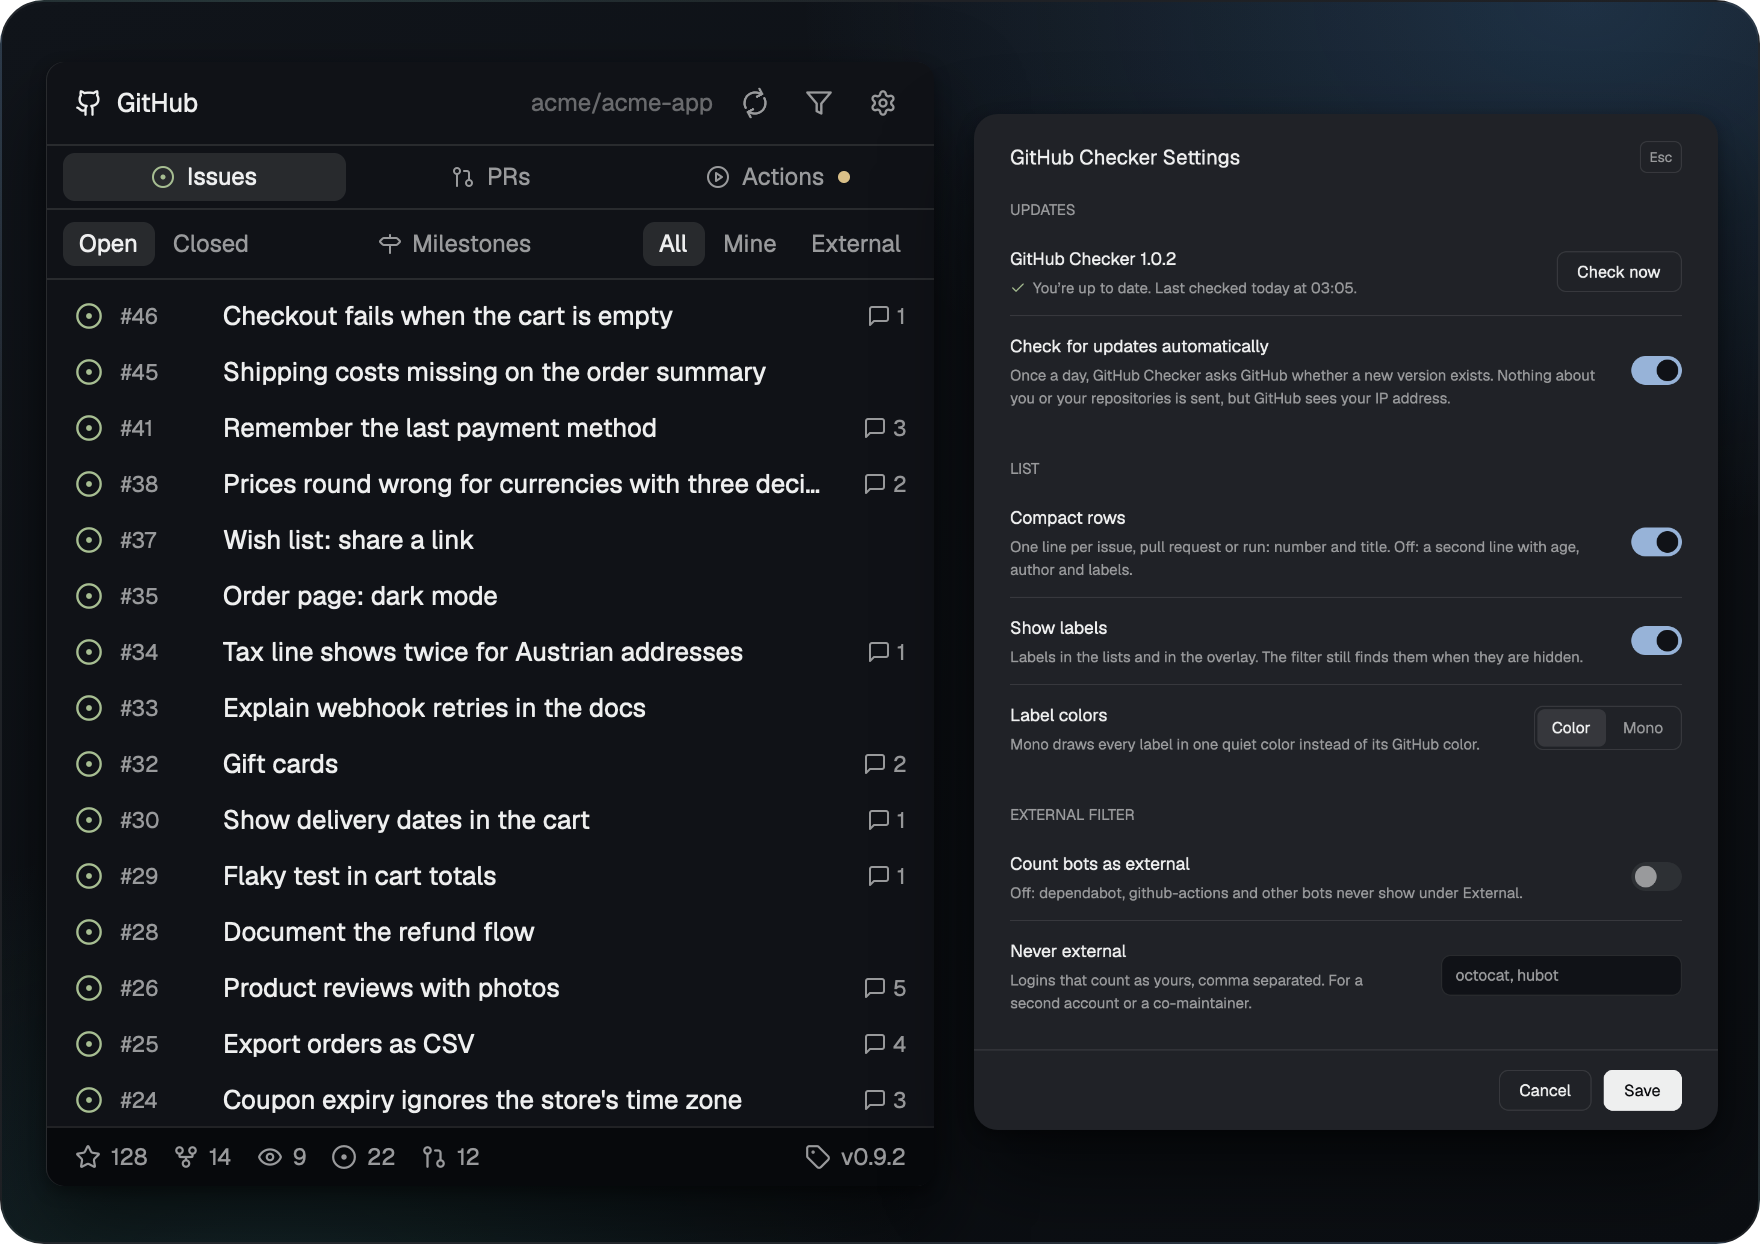 GitHub
acme/acme-app
Issues
PRs
Actions
Open
Closed
Milestones
All
Mine
External
#46 Checkout fails when the cart is empty 1
#45 Shipping costs missing on the order summary
#41 Remember the last payment method 3
#38 Prices round wrong for currencies with three deci... 2
#37 Wish list: share a link
#35 Order page: dark mode
#34 Tax line shows twice for Austrian addresses 1
#33 Explain webhook retries in the docs
#32 Gift cards 2
#30 Show delivery dates in the cart 1
#29 Flaky test in cart totals 1
#28 Document the refund flow
#26 Product reviews with photos 5
#25 Export orders as CSV 4
#24 Coupon expiry ignores the store's time zone 3
128 14 9 22 12 v0.9.2
GitHub Checker Settings
Esc
UPDATES
GitHub Checker 1.0.2
You're up to date. Last checked today at 03:05.
Check now
Check for updates automatically
Once a day, GitHub Checker asks GitHub whether a new version exists. Nothing about
you or your repositories is sent, but GitHub sees your IP address.
LIST
Compact rows
One line per issue, pull request or run: number and title. Off: a second line with age,
author and labels.
Show labels
Labels in the lists and in the overlay. The filter still finds them when they are hidden.
Label colors
Mono draws every label in one quiet color instead of its GitHub color.
Color
Mono
EXTERNAL FILTER
Count bots as external
Off: dependabot, github-actions and other bots never show under External.
Never external
Logins that count as yours, comma separated. For a
second account or a co-maintainer.
octocat, hubot
Cancel
Save